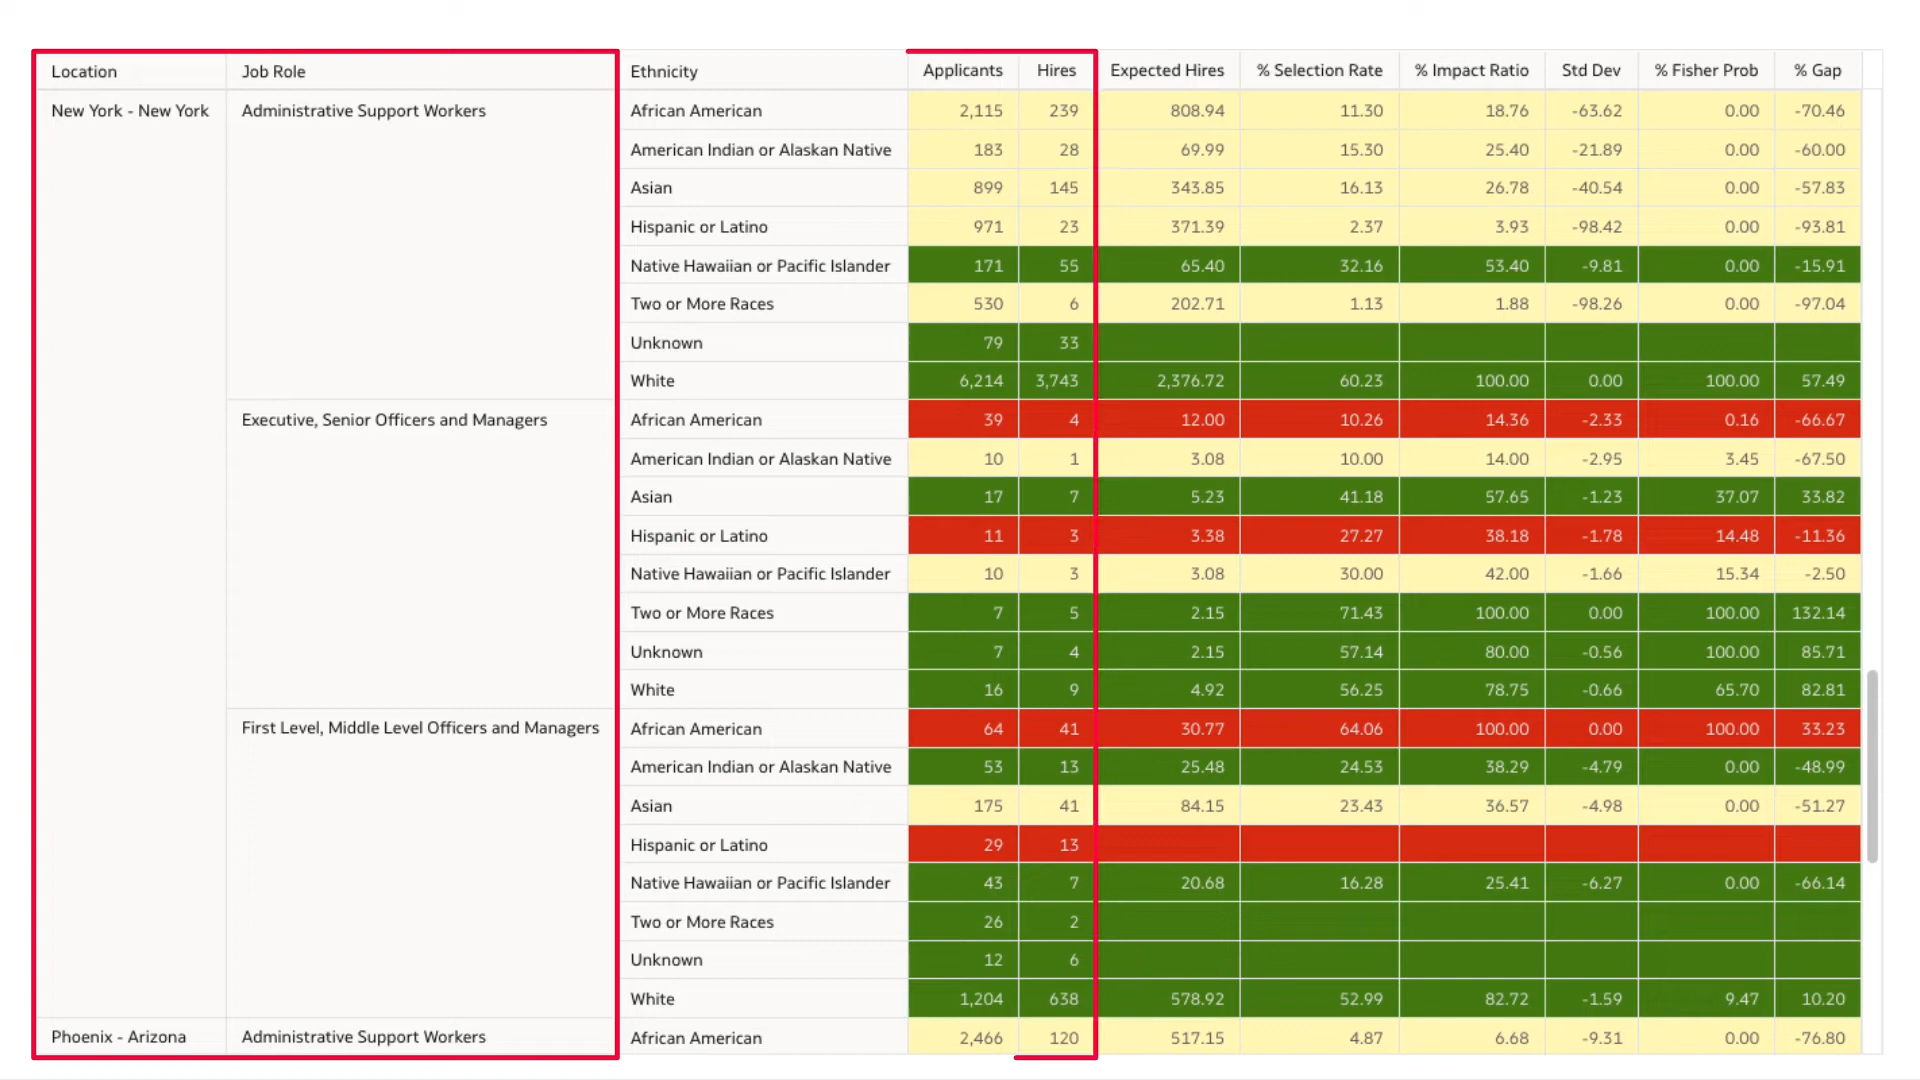 Location Job Role Ethnicity Applicants Hires Expected Hires % Selection Rate % Impact Ratio Std Dev % Fisher Prob % Gap
New York - New York Administrative Support Workers African American 2,115 239 808.94 11.30 18.76 -63.62 0.00 -70.46
American Indian or Alaskan Native 183 28 69.99 15.30 25.40 -21.89 0.00 -60.00
Asian 899 145 343.85 16.13 26.78 -40.54 0.00 -57.83
Hispanic or Latino 971 23 371.39 2.37 3.93 -98.42 0.00 -93.81
Native Hawaiian or Pacific Islander 171 55 65.40 32.16 53.40 -9.81 0.00 -15.91
Two or More Races 530 6 202.71 1.13 1.88 -98.26 0.00 -97.04
Unknown 79 33
White 6,214 3,743 2,376.72 60.23 100.00 0.00 100.00 57.49
Executive, Senior Officers and Managers African American 39 4 12.00 10.26 14.36 -2.33 0.16 -66.67
American Indian or Alaskan Native 10 1 3.08 10.00 14.00 -2.95 3.45 -67.50
Asian 17 7 5.23 41.18 57.65 -1.23 37.07 33.82
Hispanic or Latino 11 3 3.38 27.27 38.18 -1.78 14.48 -11.36
Native Hawaiian or Pacific Islander 10 3 3.08 30.00 42.00 -1.66 15.34 -2.50
Two or More Races 7 5 2.15 71.43 100.00 0.00 100.00 132.14
Unknown 7 4 2.15 57.14 80.00 -0.56 100.00 85.71
White 16 9 4.92 56.25 78.75 -0.66 65.70 82.81
First Level, Middle Level Officers and Managers African American 64 41 30.77 64.06 100.00 0.00 100.00 33.23
American Indian or Alaskan Native 53 13 25.48 24.53 38.29 -4.79 0.00 -48.99
Asian 175 41 84.15 23.43 36.57 -4.98 0.00 -51.27
Hispanic or Latino 29 13
Native Hawaiian or Pacific Islander 43 7 20.68 16.28 25.41 -6.27 0.00 -66.14
Two or More Races 26 2
Unknown 12 6
White 1,204 638 578.92 52.99 82.72 -1.59 9.47 10.20
Phoenix - Arizona Administrative Support Workers African American 2,466 120 517.15 4.87 6.68 -9.31 0.00 -76.80